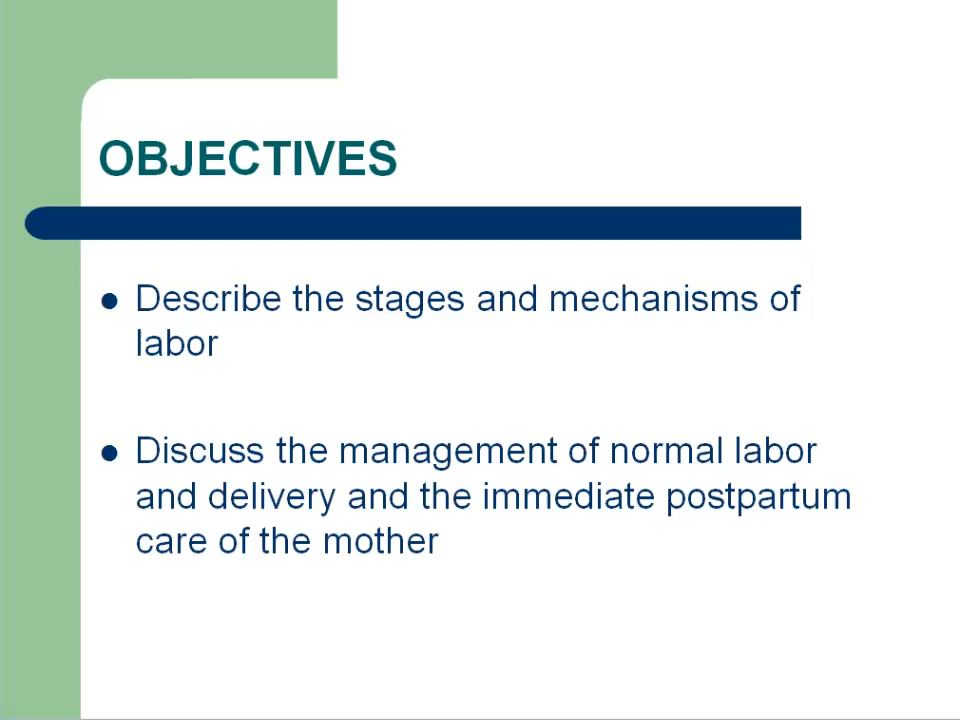 OBJECTIVES
● Describe the stages and mechanisms of
labor
● Discuss the management of normal labor
and delivery and the immediate postpartum
care of the mother